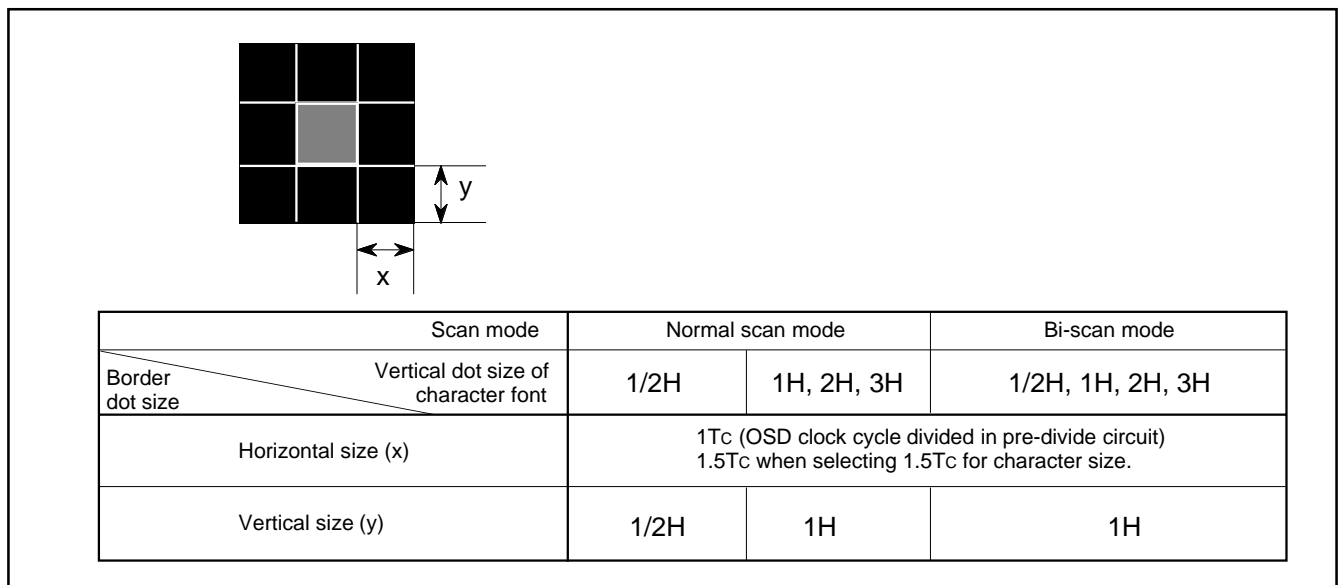 y
x
Scan mode
Normal scan mode
Bi-scan mode
Border
dot size
Vertical dot size of
character font
1/2H
1H, 2H, 3H
1/2H, 1H, 2H, 3H
Horizontal size (x)
1TC (OSD clock cycle divided in pre-divide circuit)
1.5TC when selecting 1.5TC for character size.
Vertical size (y)
1/2H
1H
1H